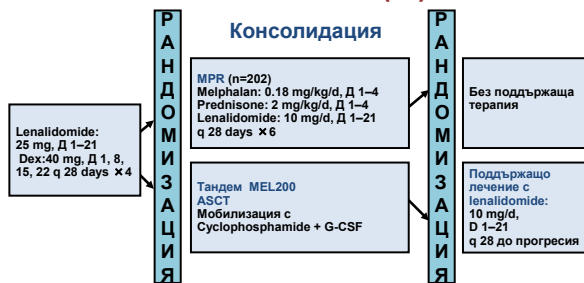 Консолидация
Lenalidomide:
25 mg, Д 1–21
Dex:40 mg, Д 1, 8,
15, 22 q 28 days ×4
РАНДОМИЗАЦИЯ
MPR (n=202)
Melphalan: 0.18 mg/kg/d, Д 1–4
Prednisone: 2 mg/kg/d, Д 1–4
Lenalidomide: 10 mg/d, Д 1–21
q 28 days ×6
Тандем MEL200
ASCT
Мобилизация с
Cyclophosphamide + G-CSF
РАНДОМИЗАЦИЯ
Без поддържаща
терапия
Поддържащо
лечение с
lenalidomide:
10 mg/d,
D 1–21
q 28 до прогресия